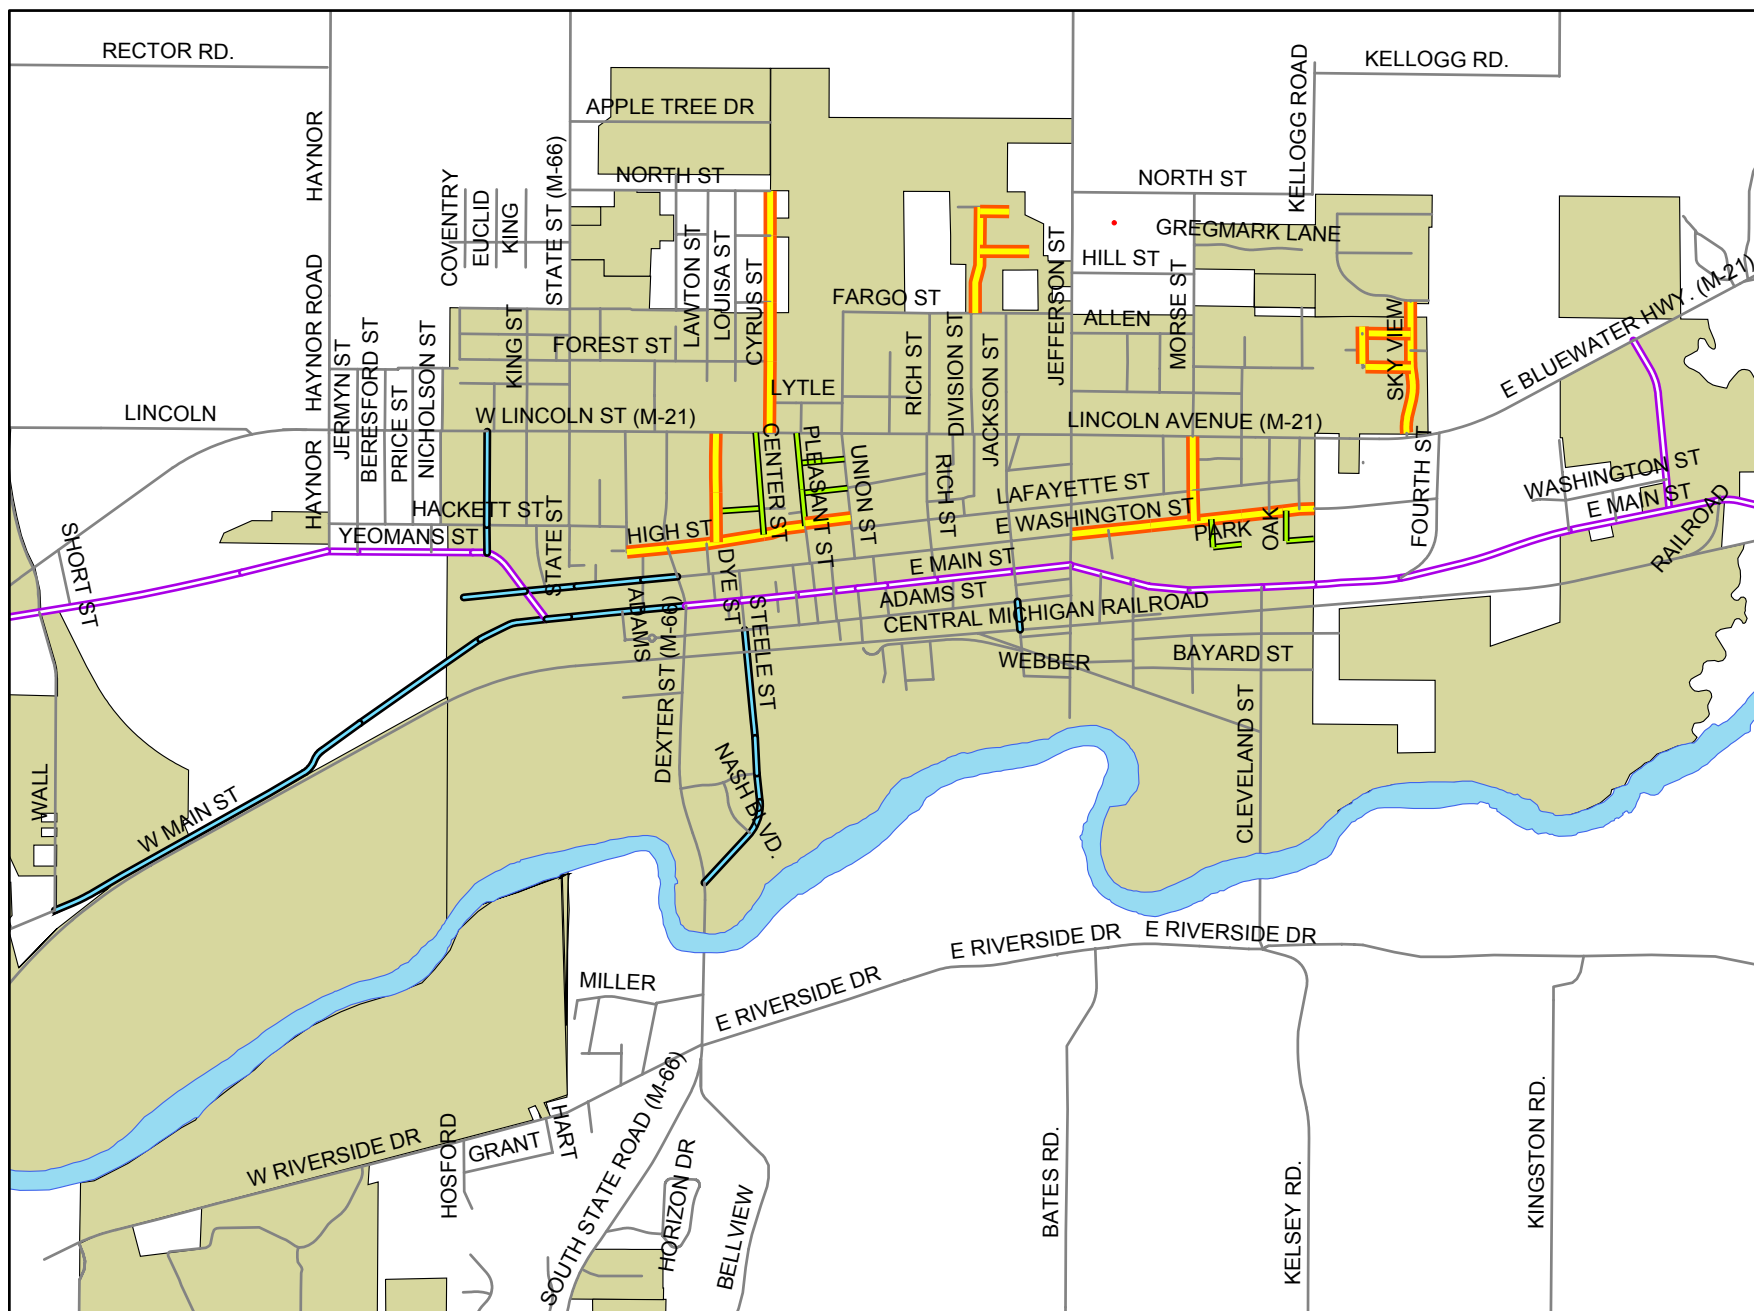 RECTOR RD.
KELLOGG RD.
KELLOGG ROAD
HAYNOR
APPLE TREE DR
STATE ST (M-66)
NORTH ST
NORTH ST
COVENTRY
EUCLID
KING
LAWTON ST
LOUISA ST
CYRUS ST
JEFFERSON ST
GREGMARK LANE
HILL ST
HAYNOR ROAD
HAYNOR
FARGO ST
ALLEN
MORSE ST
SKY VIEW
E BLUEWATER HWY. (M-21)
JERMYN ST
BERESFORD ST
PRICE ST
NICHOLSON ST
KING ST
FOREST ST
RICH ST
DIVISION ST
JACKSON ST
LYTLE
LINCOLN
W LINCOLN ST (M-21)
LINCOLN AVENUE (M-21)
CENTER ST
PLEASANT ST
UNION ST
RICH ST
LAFAYETTE ST
FOURTH ST
WASHINGTON ST
E MAIN ST
RAILROAD
HAYNOR
HACKETT ST
YEOMANS ST
STATE ST
HIGH ST
E WASHINGTON ST
PARK
OAK
SHORT ST
DYE ST
E MAIN ST
ADAMS ST
CENTRAL MICHIGAN RAILROAD
ADAMS
DEXTER ST (M-66)
STEELE ST
WEBBER
BAYARD ST
CLEVELAND ST
NASH BLVD.
WALL
W MAIN ST
E RIVERSIDE DR
E RIVERSIDE DR
E RIVERSIDE DR
MILLER
SOUTH STATE ROAD (M-66)
HART
GRANT
HOSFORD
W RIVERSIDE DR
HORIZON DR
BELLVIEW
BATES RD.
KELSEY RD.
KINGSTON RD.